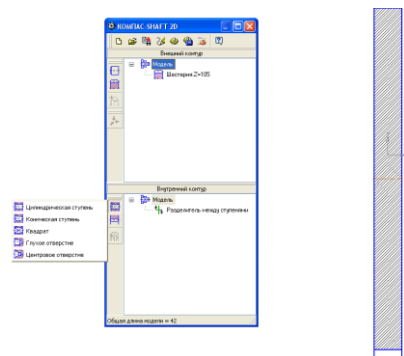 КОМПАС-SHAFT 2D
Внешний контур
Модель
Шестерня Z=105
Внутренний контур
Модель
Разделитель между ступенями
Цилиндрическая ступень
Коническая ступень
Квадрат
Глухое отверстие
Центровое отверстие
Общая длина модели = 42